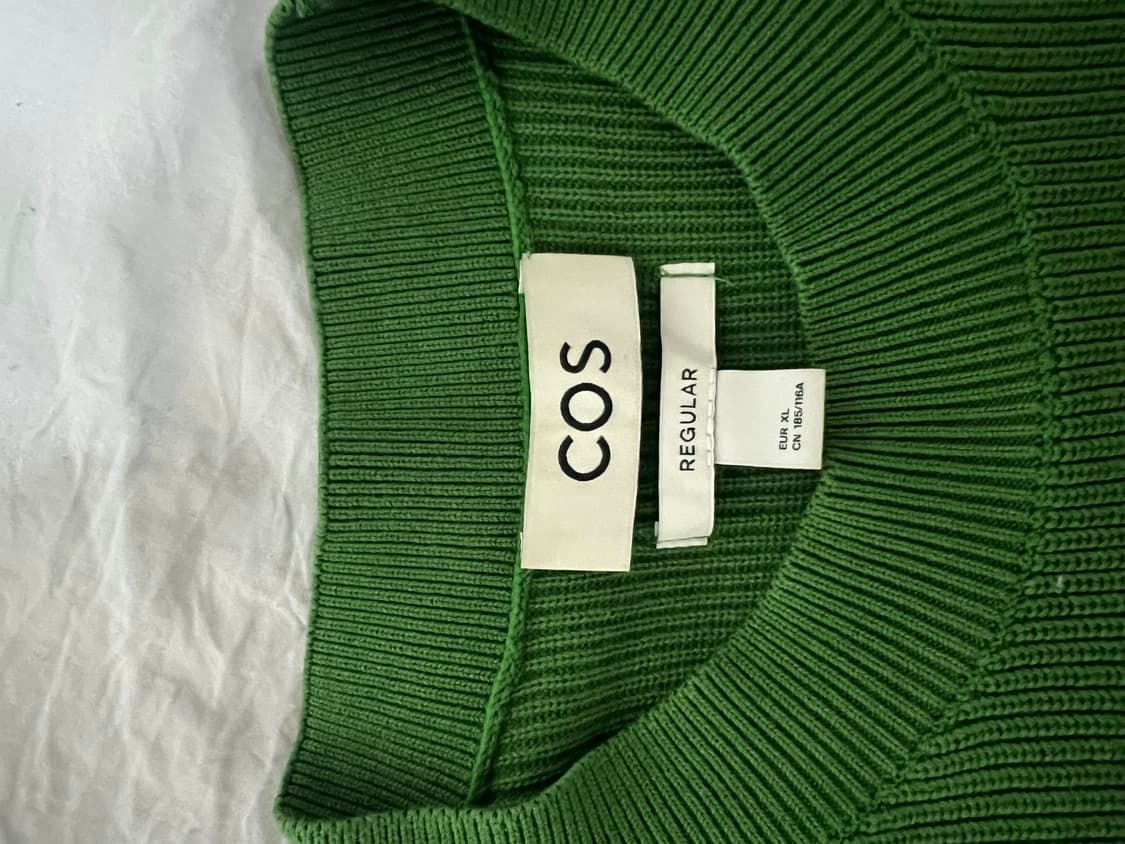 COS
REGULAR
EUR XL
CN 185/116A